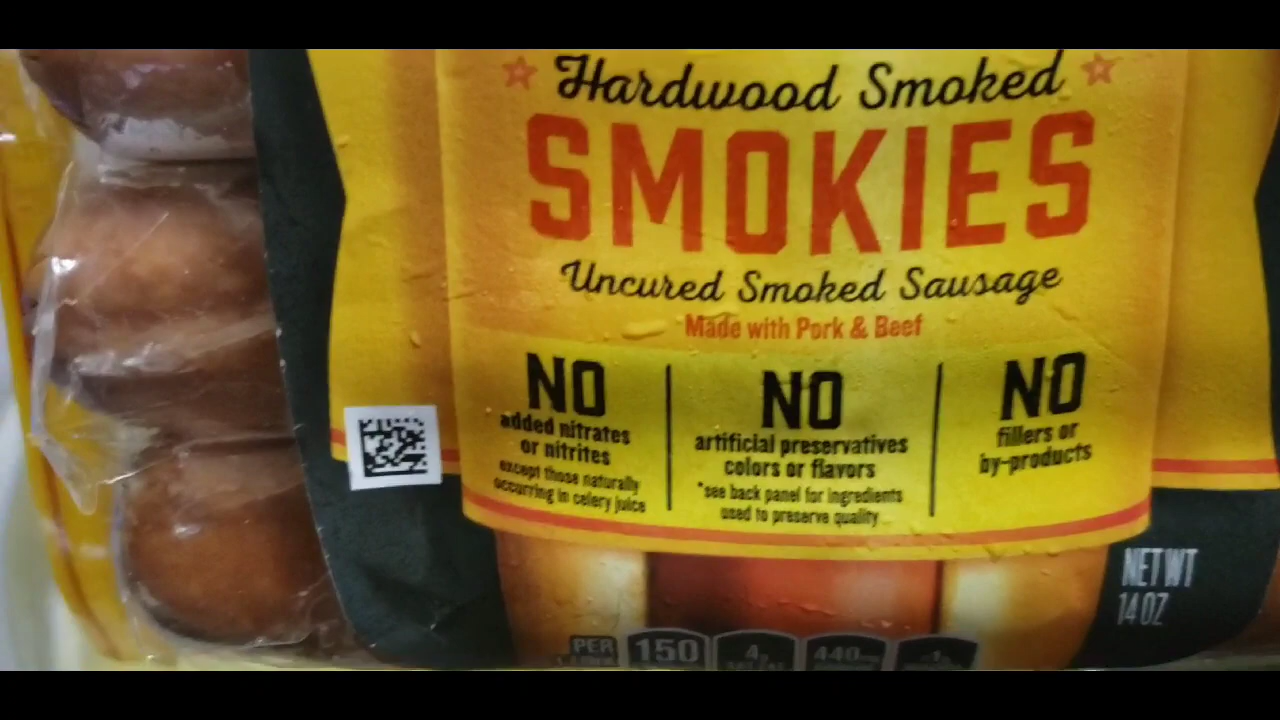 Hardwood Smoked
SMOKIES
Uncured Smoked Sausage
Made with Pork & Beef
NO
added nitrates
or nitrites
except those naturally
occurring in celery juice
NO
artificial preservatives
colors or flavors
*see back panel for ingredients
used to preserve quality
NO
fillers or
by-products
NET WT
14 OZ
PER
150
4g
440mg